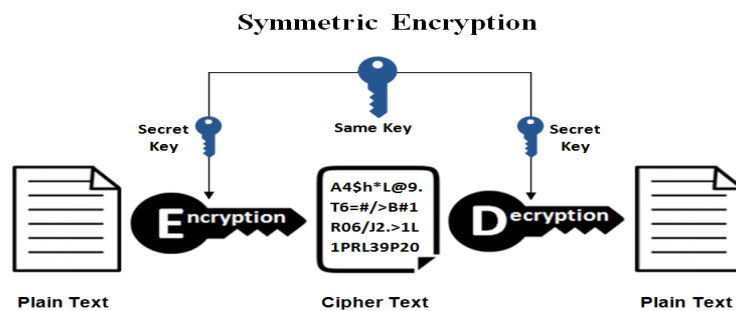 Symmetric Encryption
Secret
Key
Same Key
Secret
Key
Encryption
A4$h*L@9.
T6=#/>B#1
R06/J2.>1L
1PRL39P20
Decryption
Plain Text
Cipher Text
Plain Text